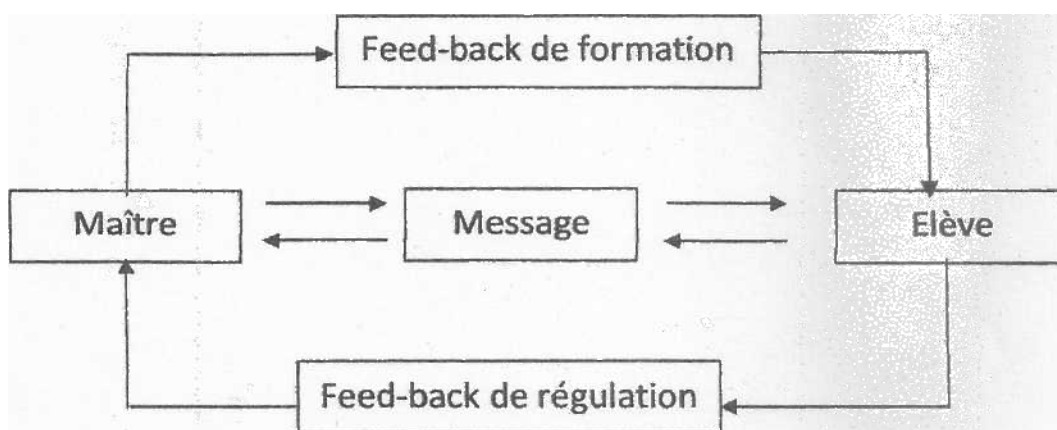 Feed-back de formation
Maître
Message
Elève
Feed-back de régulation